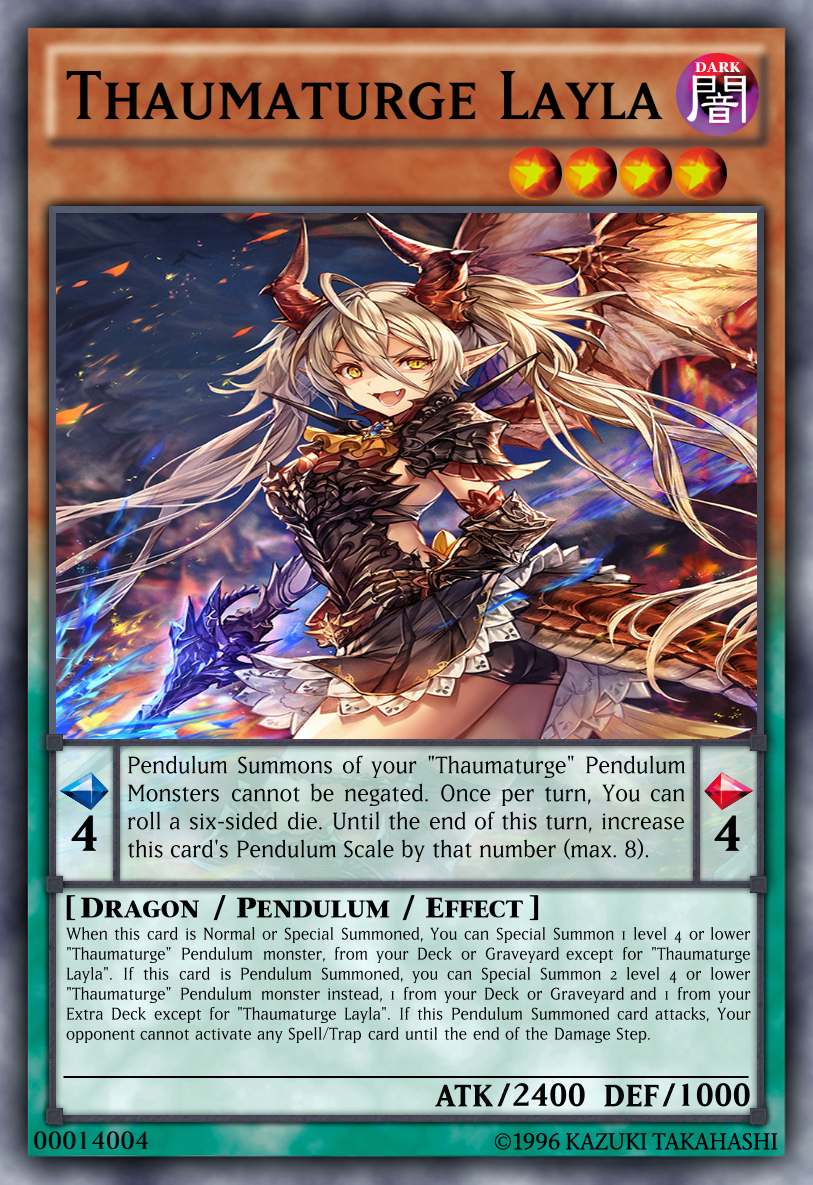 THAUMATURGE LAYLA
DARK
闇
Pendulum Summons of your "Thaumaturge" Pendulum
Monsters cannot be negated. Once per turn, You can
roll a six-sided die. Until the end of this turn, increase
this card's Pendulum Scale by that number (max. 8).
4
4
[ DRAGON / PENDULUM / EFFECT ]
When this card is Normal or Special Summoned, You can Special Summon 1 level 4 or lower
"Thaumaturge" Pendulum monster, from your Deck or Graveyard except for "Thaumaturge
Layla". If this card is Pendulum Summoned, you can Special Summon 2 level 4 or lower
"Thaumaturge" Pendulum monster instead, 1 from your Deck or Graveyard and 1 from your
Extra Deck except for "Thaumaturge Layla". If this Pendulum Summoned card attacks, Your
opponent cannot activate any Spell/Trap card until the end of the Damage Step.
ATK/2400 DEF/1000
00014004
©1996 KAZUKI TAKAHASHI